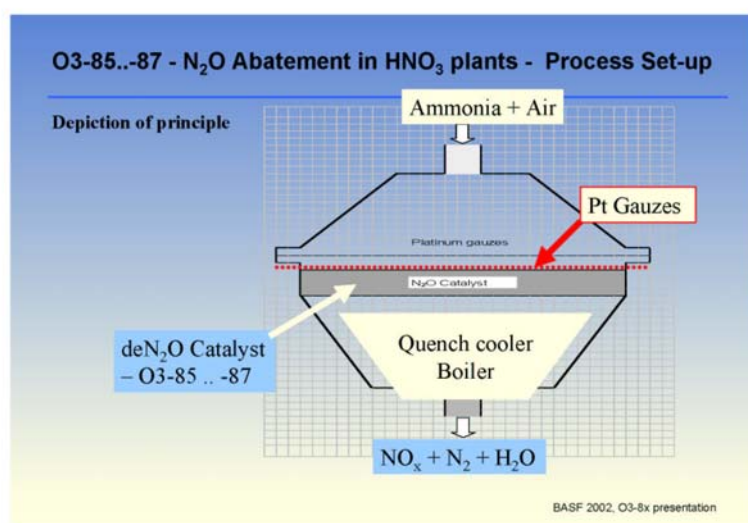 O3-85..-87 - N₂O Abatement in HNO₃ plants - Process Set-up
Depiction of principle
Ammonia + Air
Pt Gauzes
Platinum gauzes
N₂O Catalyst
deN₂O Catalyst
– O3-85 .. -87
Quench cooler
Boiler
NOₓ + N₂ + H₂O
BASF 2002, O3-8x presentation